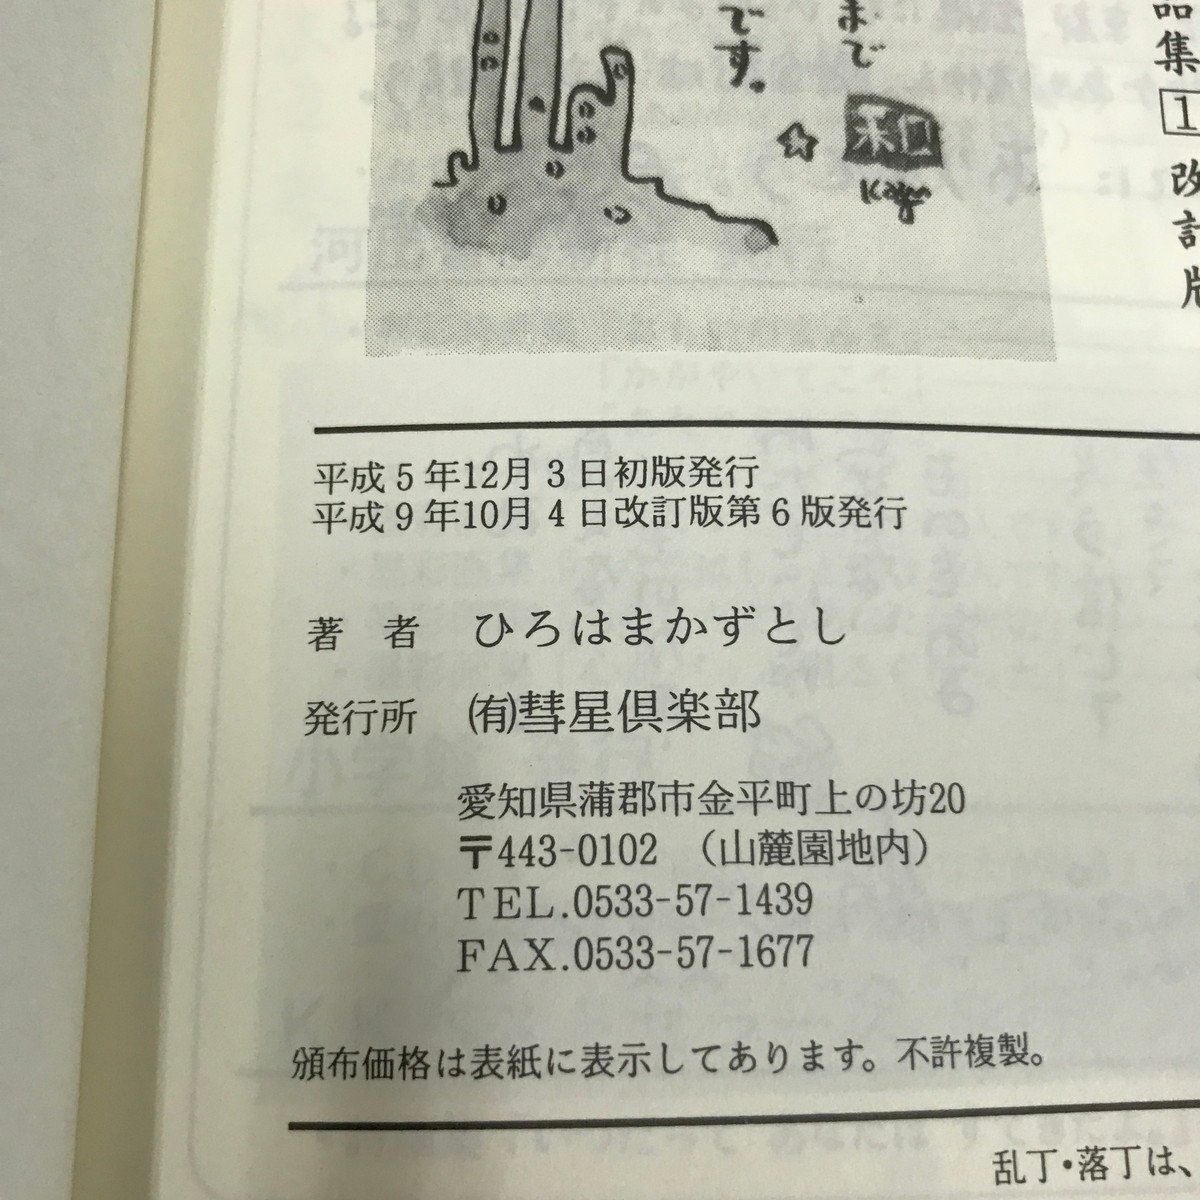 品集1改訂版
まで
です。
和
平成5年12月3日初版発行
平成9年10月4日改訂版第6版発行
著 者 ひろはまかずとし
発行所 ㈲彗星倶楽部
愛知県蒲郡市金平町上の坊20
〒443-0102 （山麓園地内）
TEL.0533-57-1439
FAX.0533-57-1677
頒布価格は表紙に表示してあります。不許複製。
乱丁・落丁は、